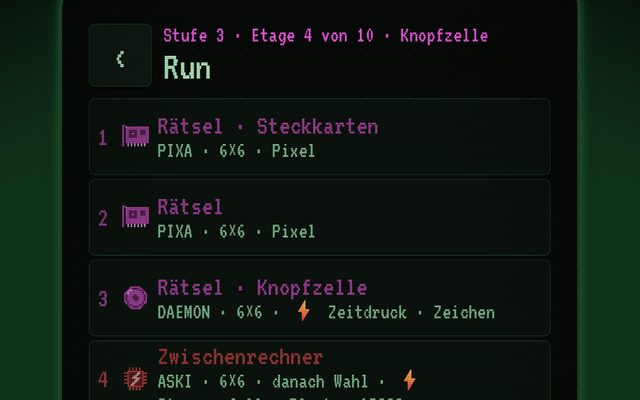 Stufe 3 · Etage 4 von 10 · Knopfzelle
Run
1 Rätsel · Steckkarten
PIXA · 6X6 · Pixel
2 Rätsel
PIXA · 6X6 · Pixel
3 Rätsel · Knopfzelle
DAEMON · 6X6 · ⚡ Zeitdruck · Zeichen
4 Zwischenrechner
ASKI · 6X6 · danach Wahl · ⚡